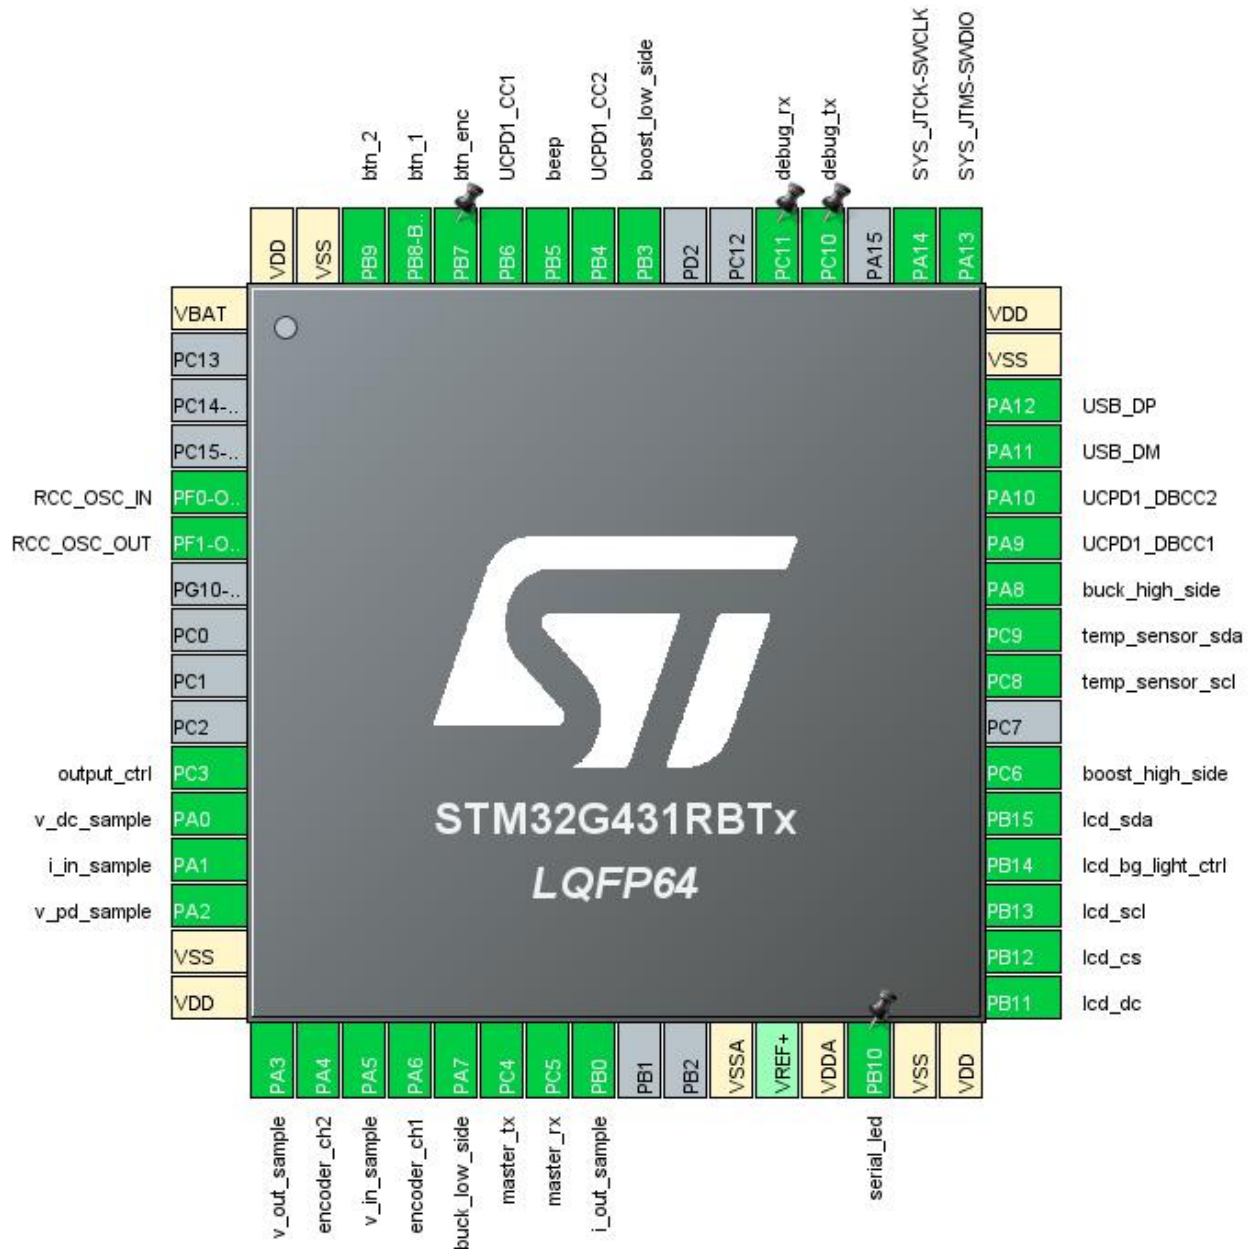 btn_2
btn_1
btn_enc
UCPD1_CC1
beep
UCPD1_CC2
boost_low_side
debug_rx
debug_tx
SYS_JTCK-SWCLK
SYS_JTMS-SWDIO
VDD
VSS
PB9
PB8-B..
PB7
PB6
PB5
PB4
PB3
PD2
PC12
PC11
PC10
PA15
PA14
PA13
VBAT
PC13
PC14-..
PC15-..
RCC_OSC_IN PF0-O..
RCC_OSC_OUT PF1-O..
PG10-..
PC0
PC1
PC2
output_ctrl PC3
v_dc_sample PA0
i_in_sample PA1
v_pd_sample PA2
VSS
VDD
ST
STM32G431RBTx
LQFP64
VDD
VSS
PA12 USB_DP
PA11 USB_DM
PA10 UCPD1_DBCC2
PA9 UCPD1_DBCC1
PA8 buck_high_side
PC9 temp_sensor_sda
PC8 temp_sensor_scl
PC7
PC6 boost_high_side
PB15 lcd_sda
PB14 lcd_bg_light_ctrl
PB13 lcd_scl
PB12 lcd_cs
PB11 lcd_dc
PA3
PA4
PA5
PA6
PA7
PC4
PC5
PB0
PB1
PB2
VSSA
VREF+
VDDA
PB10
VSS
VDD
v_out_sample
encoder_ch2
v_in_sample
encoder_ch1
buck_low_side
master_tx
master_rx
i_out_sample
serial_led